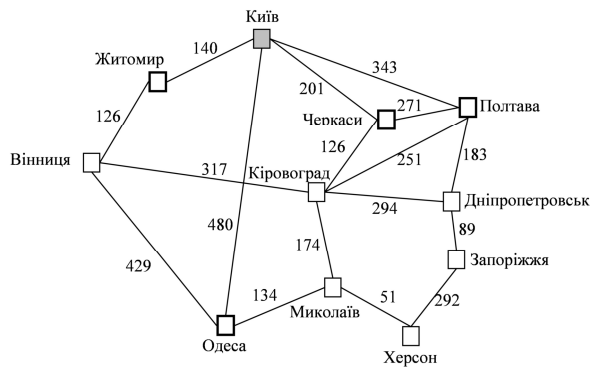 Київ
140
343
Житомир
201
271
Полтава
Черкаси
126
126
251
183
Вінниця
317
Кіровоград
294
Дніпропетровськ
480
89
174
Запоріжжя
429
134
51
292
Миколаїв
Одеса
Херсон